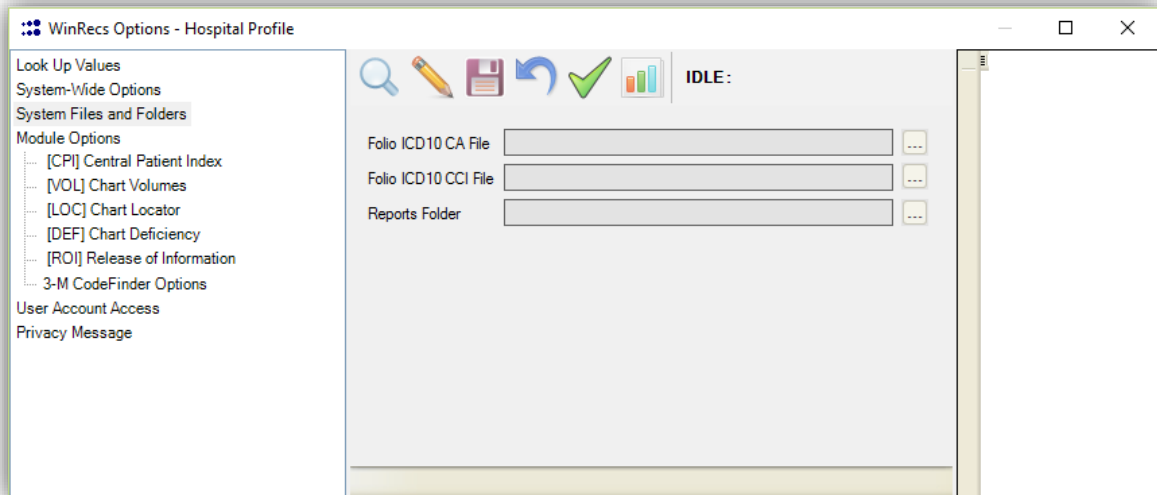 WinRecs Options - Hospital Profile
Look Up Values
System-Wide Options
System Files and Folders
Module Options
[CPI] Central Patient Index
[VOL] Chart Volumes
[LOC] Chart Locator
[DEF] Chart Deficiency
[ROI] Release of Information
3-M CodeFinder Options
User Account Access
Privacy Message
IDLE:
Folio ICD10 CA File ...
Folio ICD10 CCI File ...
Reports Folder ...